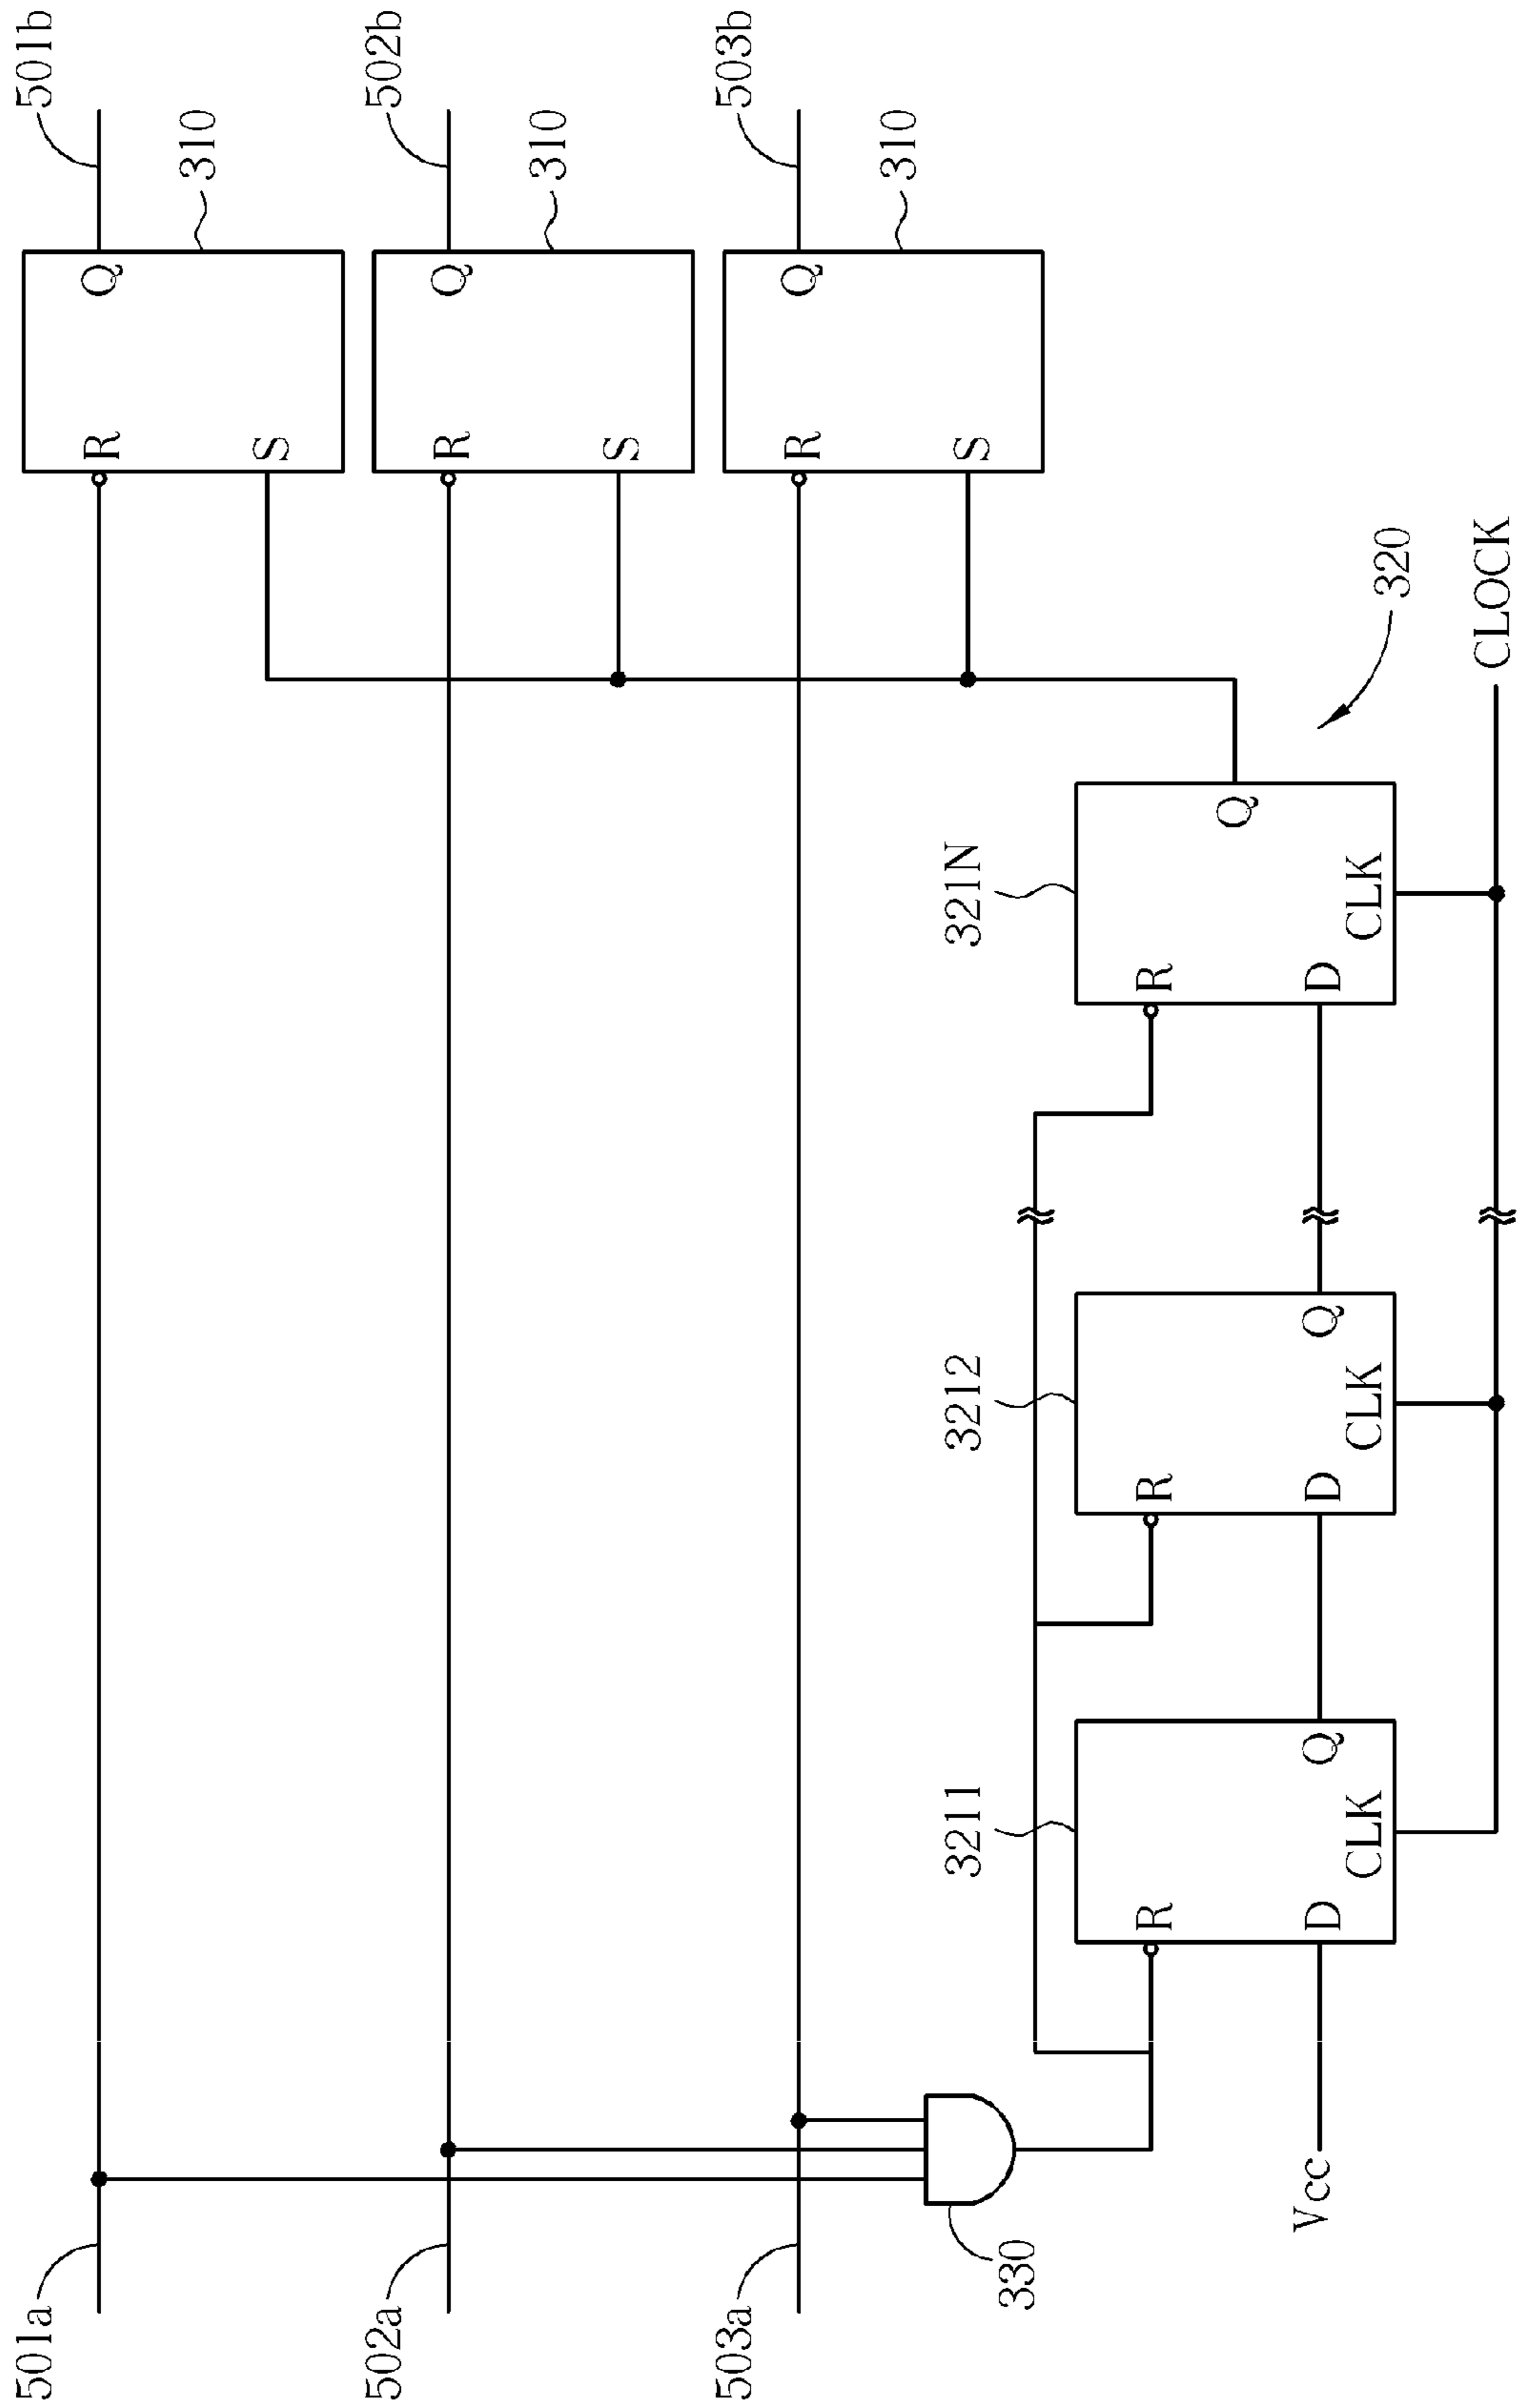 501a
R
Q
501b
S
310
502a
R
Q
502b
S
310
503a
R
Q
503b
S
310
330
3211
3212
321N
R
R
R
Q
D
Q
D
Q
D
CLK
CLK
CLK
Vcc
320
CLOCK